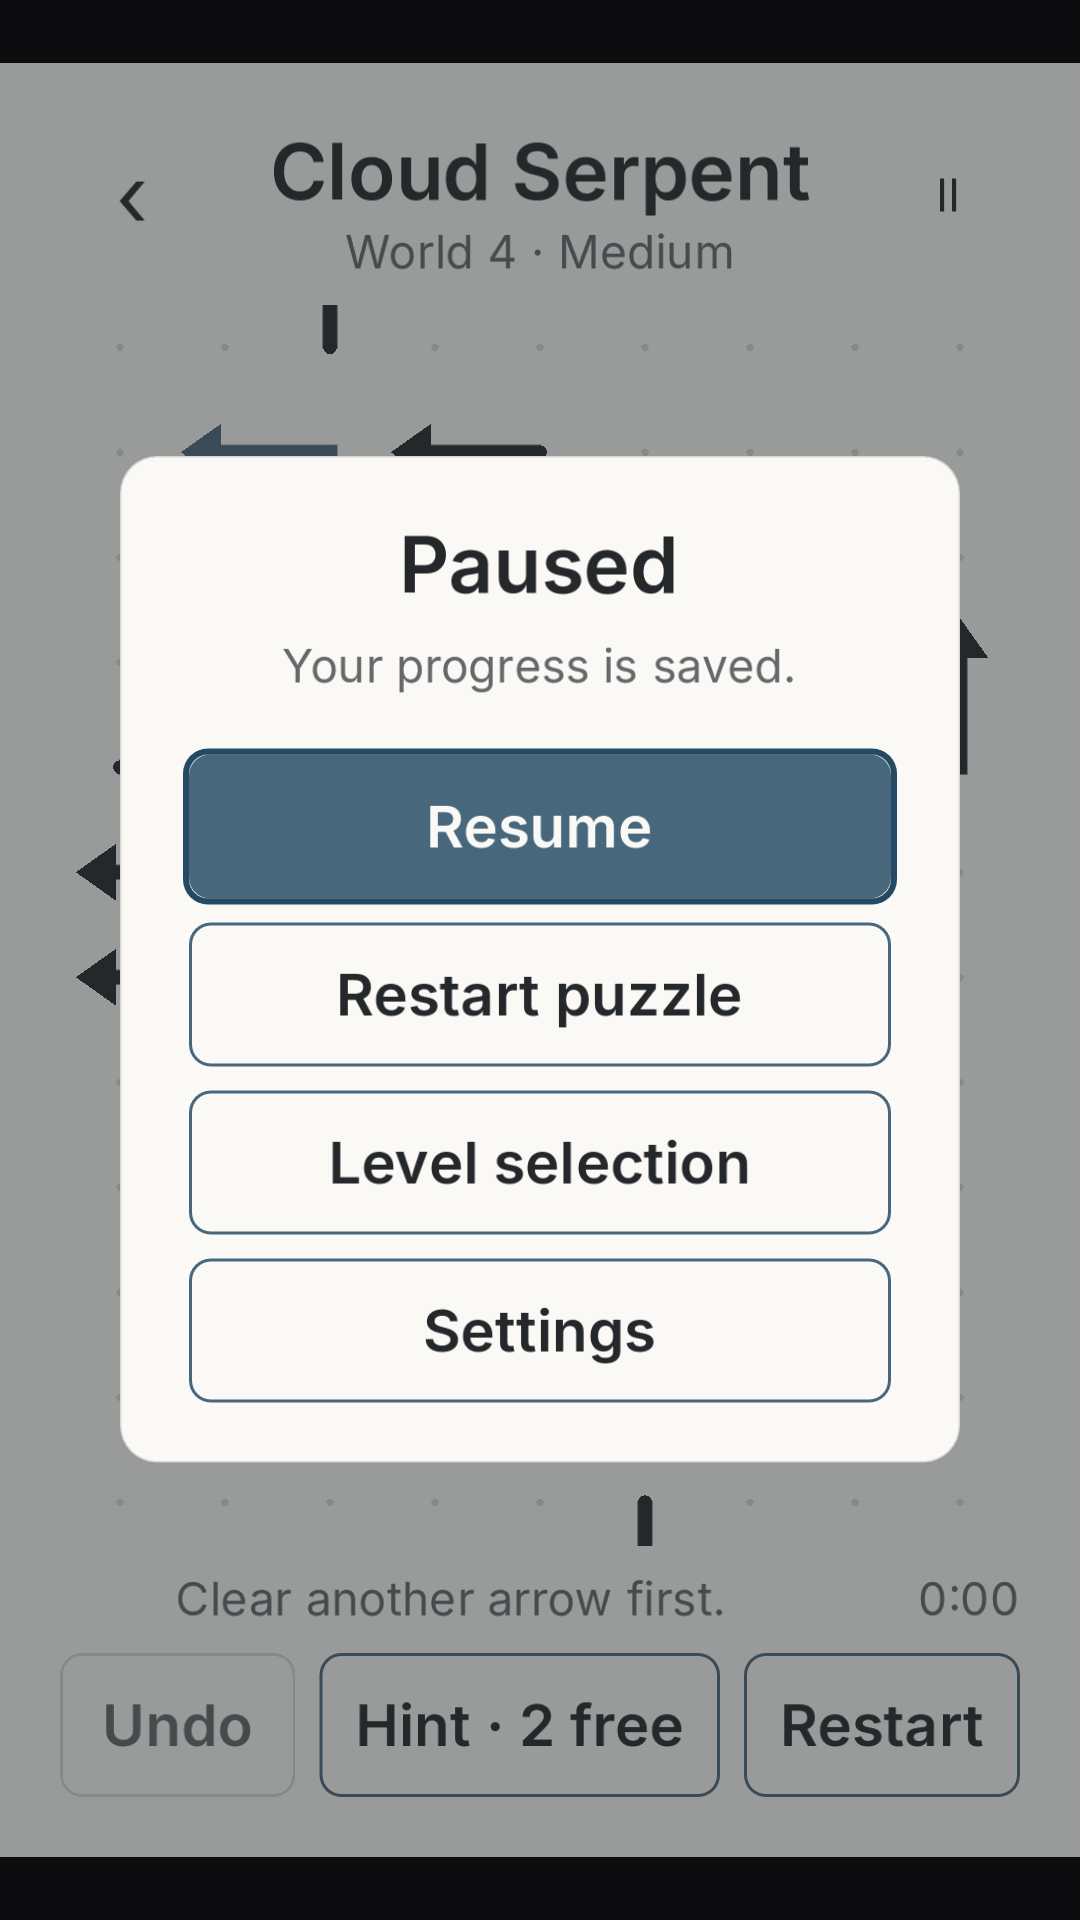 Cloud Serpent
World 4 · Medium
Paused
Your progress is saved.
Resume
Restart puzzle
Level selection
Settings
Clear another arrow first.
0:00
Undo
Hint · 2 free
Restart